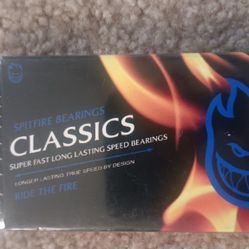 SPITFIRE BEARINGS
CLASSICS
SUPER FAST LONG LASTING SPEED BEARINGS
LONGER LASTING TRUE SPEED BY DESIGN
RIDE THE FIRE